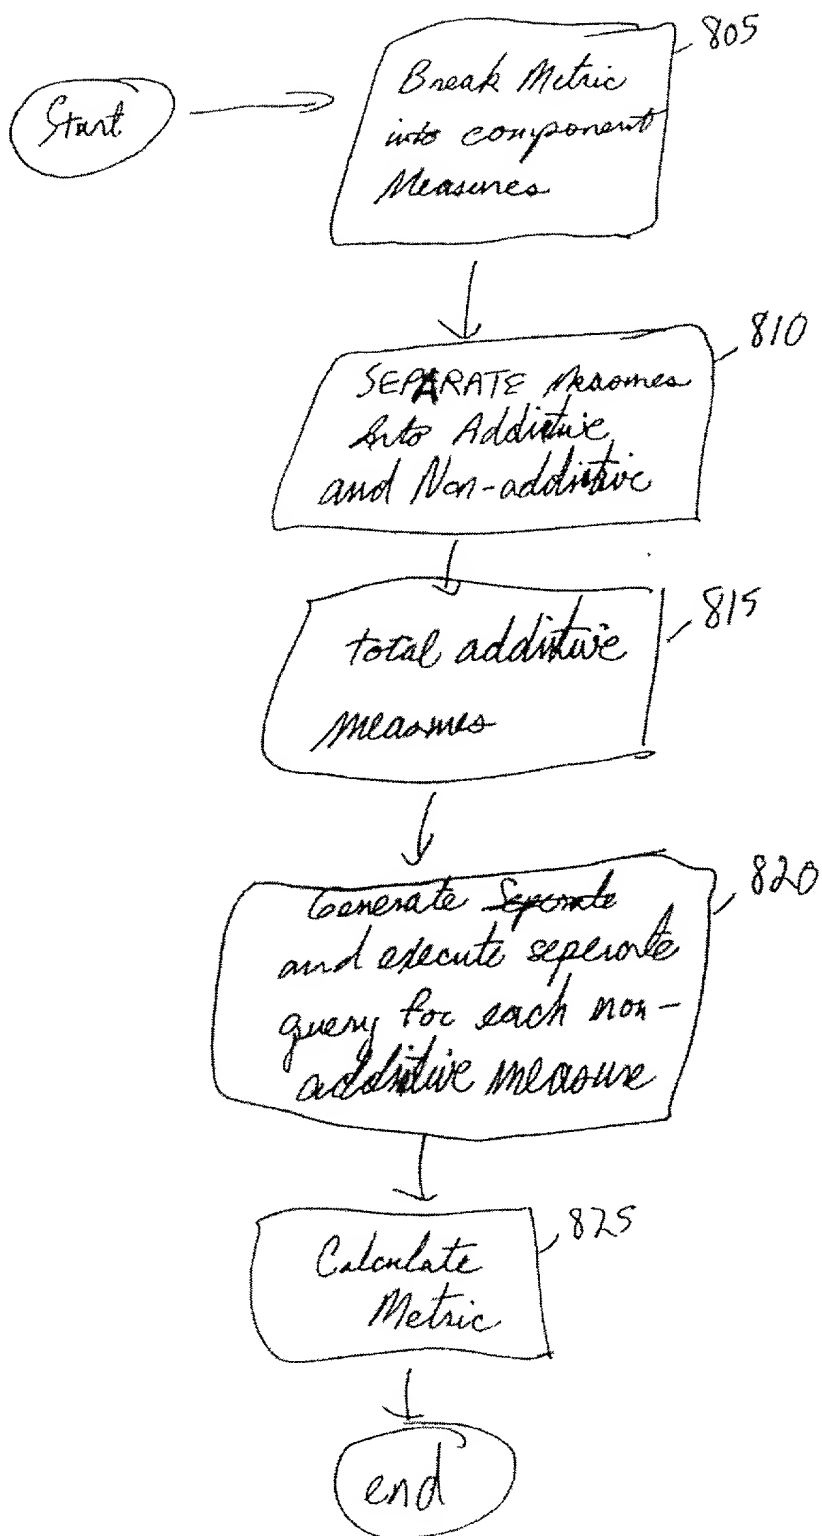 805
Start
Break Metric
into component
Measures
810
SEPARATE Measures
Into Additive
and Non-additive
815
total additive
measures
820
Generate Seperate
and execute seperate
query for each non-
additive measure
825
Calculate
Metric
end